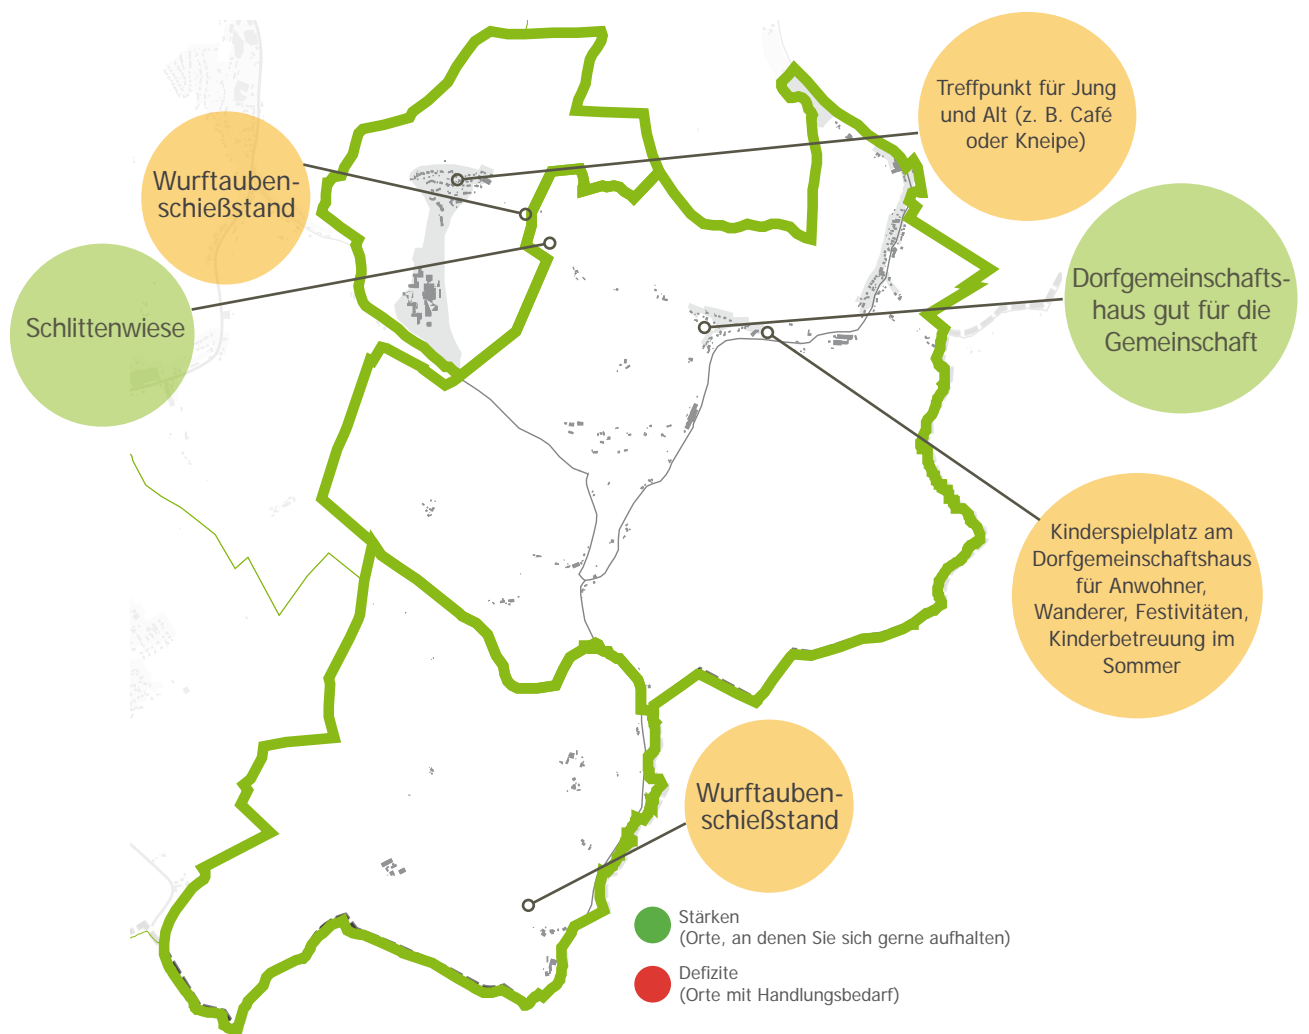 Treffpunkt für Jung
und Alt (z. B. Café
oder Kneipe)
Wurftauben-
schießstand
Dorfgemeinschafts-
haus gut für die
Gemeinschaft
Schlittenwiese
Kinderspielplatz am
Dorfgemeinschaftshaus
für Anwohner,
Wanderer, Festivitäten,
Kinderbetreuung im
Sommer
Wurftauben-
schießstand
Stärken
(Orte, an denen Sie sich gerne aufhalten)
Defizite
(Orte mit Handlungsbedarf)